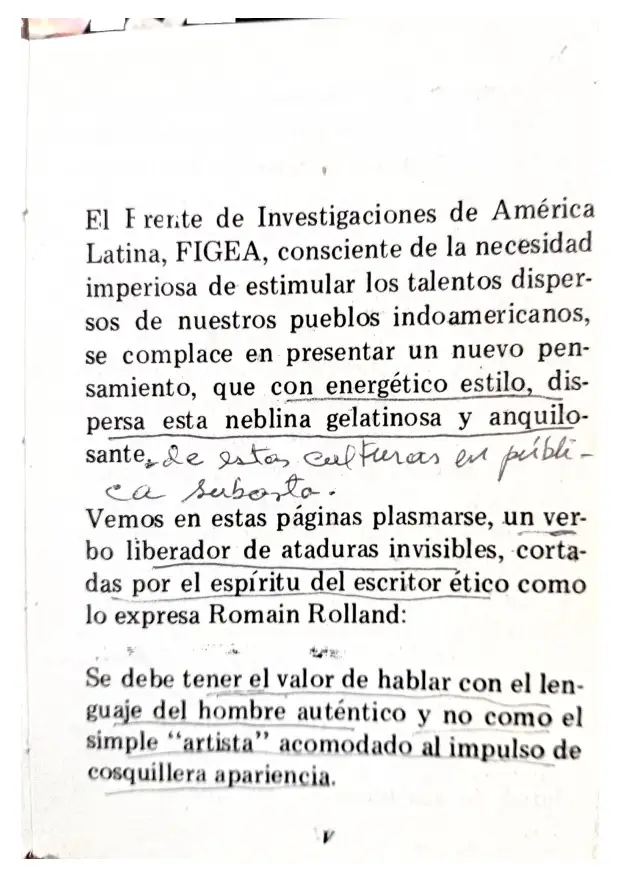 El Frente de Investigaciones de América
Latina, FIGEA, consciente de la necesidad
imperiosa de estimular los talentos disper-
sos de nuestros pueblos indoamericanos,
se complace en presentar un nuevo pen-
samiento, que con energético estilo, dis-
persa esta neblina gelatinosa y anquilo-
sante, de estas culturas en públi-
ca subasta.
Vemos en estas páginas plasmarse, un ver-
bo liberador de ataduras invisibles, corta-
das por el espíritu del escritor ético como
lo expresa Romain Rolland:
Se debe tener el valor de hablar con el len-
guaje del hombre auténtico y no como el
simple “artista” acomodado al impulso de
cosquillera apariencia.
V